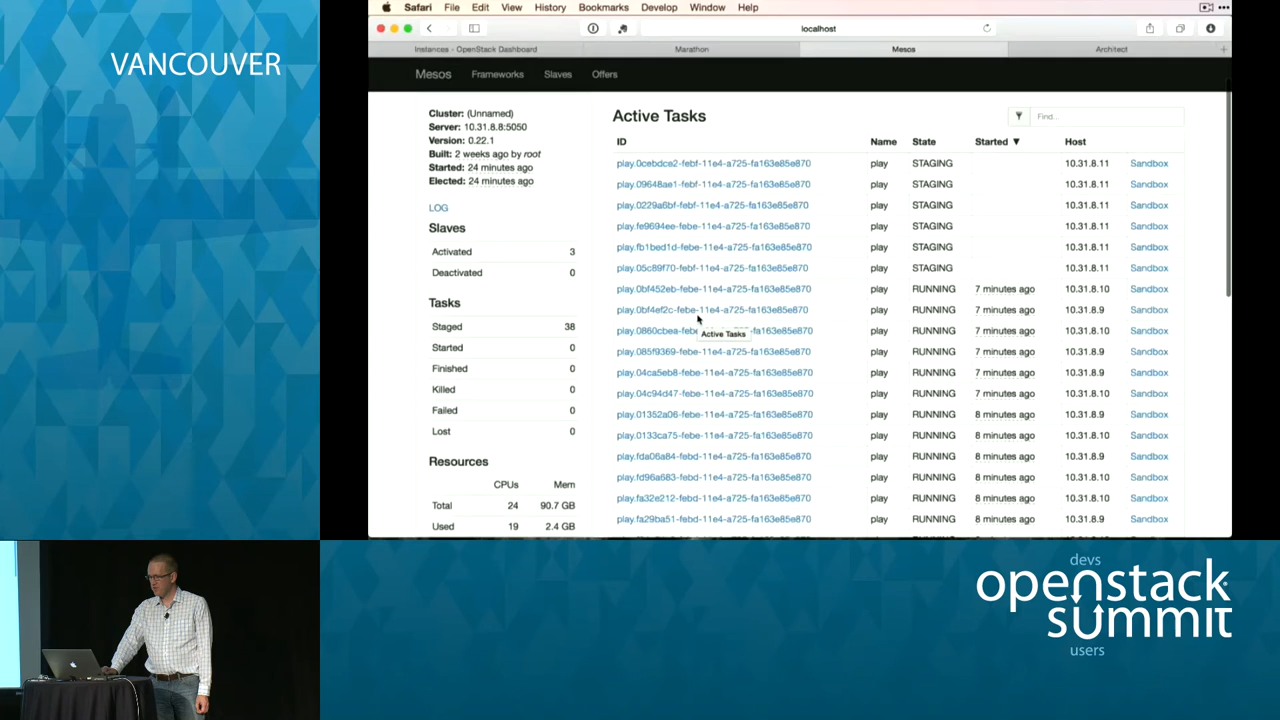 VANCOUVER
Safari File Edit View History Bookmarks Develop Window Help
localhost
Instances - OpenStack Dashboard Marathon Mesos Architect
Mesos Frameworks Slaves Offers
Cluster: (Unnamed)
Server: 10.31.8.8:5050
Version: 0.22.1
Built: 2 weeks ago by root
Started: 24 minutes ago
Elected: 24 minutes ago
LOG
Slaves
Activated 3
Deactivated 0
Tasks
Staged 38
Started 0
Finished 0
Killed 0
Failed 0
Lost 0
Resources
CPUs Mem
Total 24 90.7 GB
Used 19 2.4 GB
Active Tasks
Find..
ID Name State Started ▼ Host
play.0cebdce2-febf-11e4-a725-fa163e85e870 play STAGING 10.31.8.11 Sandbox
play.09648ae1-febf-11e4-a725-fa163e85e870 play STAGING 10.31.8.11 Sandbox
play.0229a6bf-febf-11e4-a725-fa163e85e870 play STAGING 10.31.8.11 Sandbox
play.fe9694ee-febe-11e4-a725-fa163e85e870 play STAGING 10.31.8.11 Sandbox
play.fb1bed1d-febe-11e4-a725-fa163e85e870 play STAGING 10.31.8.11 Sandbox
play.05c89f70-febf-11e4-a725-fa163e85e870 play STAGING 10.31.8.11 Sandbox
play.0bf452eb-febe-11e4-a725-fa163e85e870 play RUNNING 7 minutes ago 10.31.8.10 Sandbox
play.0bf4ef2c-febe-11e4-a725-fa163e85e870 play RUNNING 7 minutes ago 10.31.8.9 Sandbox
play.0860cbea-febe -fa163e85e870 play RUNNING 7 minutes ago 10.31.8.10 Sandbox
Active Tasks
play.085f9369-febe-11e4-a725-fa163e85e870 play RUNNING 7 minutes ago 10.31.8.9 Sandbox
play.04ca5eb8-febe-11e4-a725-fa163e85e870 play RUNNING 7 minutes ago 10.31.8.9 Sandbox
play.04c94d47-febe-11e4-a725-fa163e85e870 play RUNNING 7 minutes ago 10.31.8.10 Sandbox
play.01352a06-febe-11e4-a725-fa163e85e870 play RUNNING 8 minutes ago 10.31.8.9 Sandbox
play.0133ca75-febe-11e4-a725-fa163e85e870 play RUNNING 8 minutes ago 10.31.8.10 Sandbox
play.fda06a84-febd-11e4-a725-fa163e85e870 play RUNNING 8 minutes ago 10.31.8.9 Sandbox
play.fd96a683-febd-11e4-a725-fa163e85e870 play RUNNING 8 minutes ago 10.31.8.10 Sandbox
play.fa32e212-febd-11e4-a725-fa163e85e870 play RUNNING 8 minutes ago 10.31.8.10 Sandbox
play.fa29ba51-febd-11e4-a725-fa163e85e870 play RUNNING 8 minutes ago 10.31.8.9 Sandbox
devs
openstack
summit
users